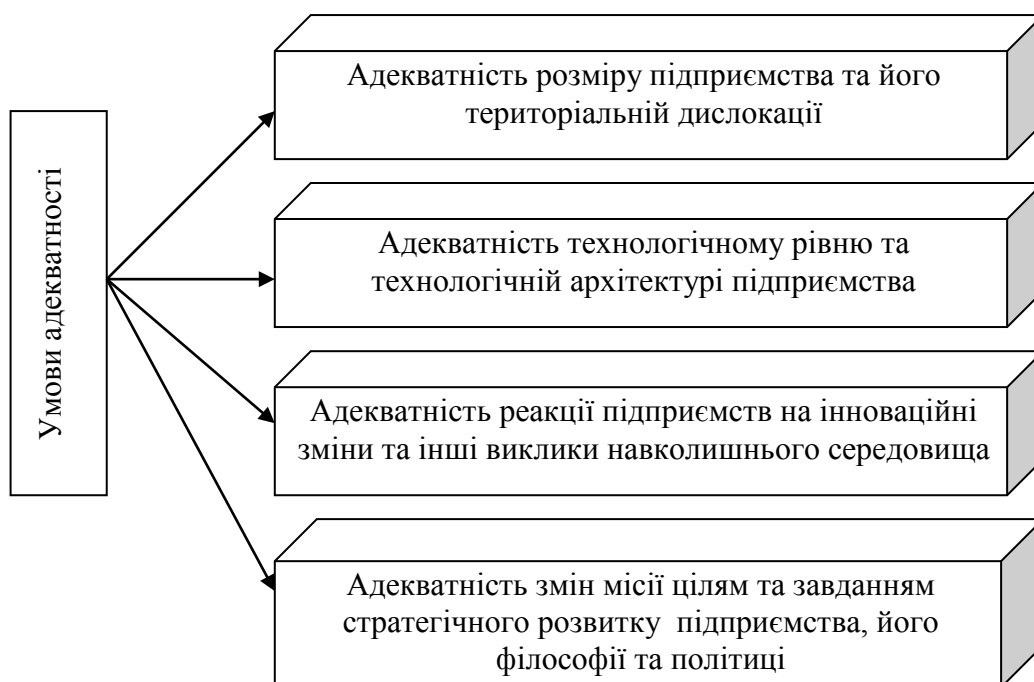 Умови адекватності
Адекватність розміру підприємства та його
територіальній дислокації
Адекватність технологічному рівню та
технологічній архітектурі підприємства
Адекватність реакції підприємств на інноваційні
зміни та інші виклики навколишнього середовища
Адекватність змін місії цілям та завданням
стратегічного розвитку  підприємства, його
філософії та політиці